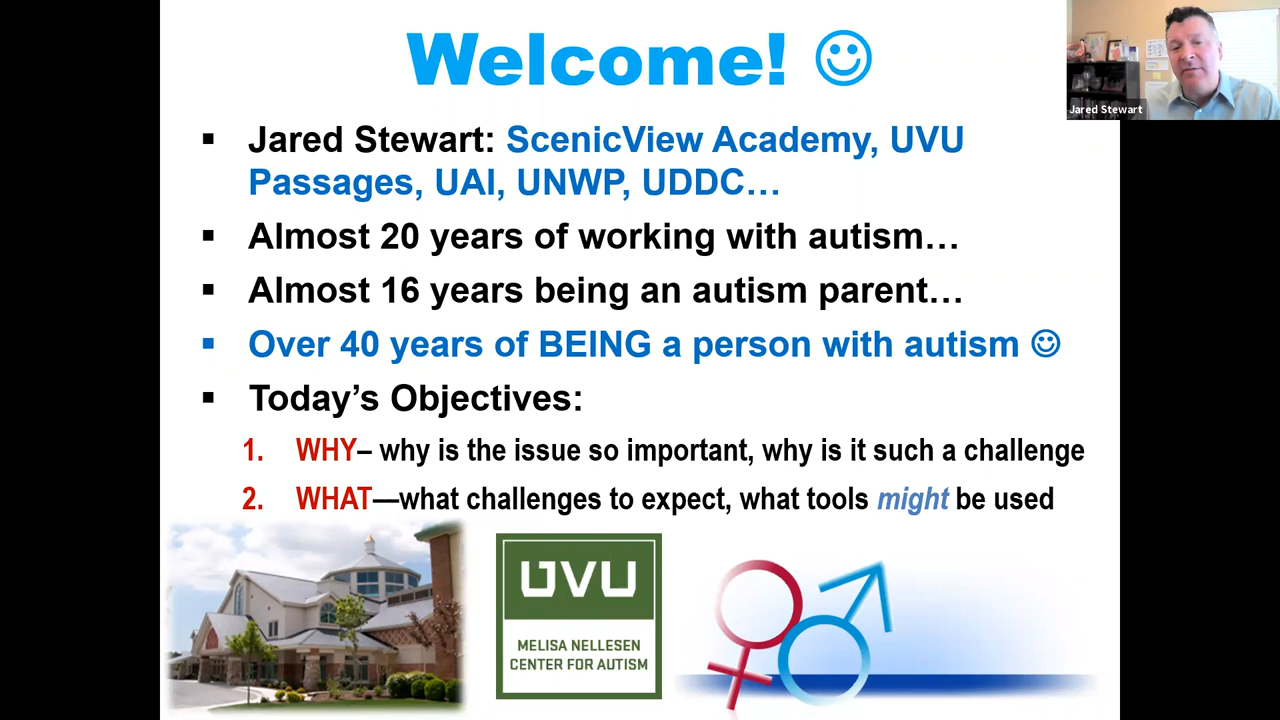 Welcome! ☺
Jared Stewart
▪ Jared Stewart: ScenicView Academy, UVU
Passages, UAI, UNWP, UDDC…
▪ Almost 20 years of working with autism…
▪ Almost 16 years being an autism parent…
▪ Over 40 years of BEING a person with autism ☺
▪ Today’s Objectives:
1. WHY– why is the issue so important, why is it such a challenge
2. WHAT—what challenges to expect, what tools might be used
UVU
MELISA NELLESEN
CENTER FOR AUTISM